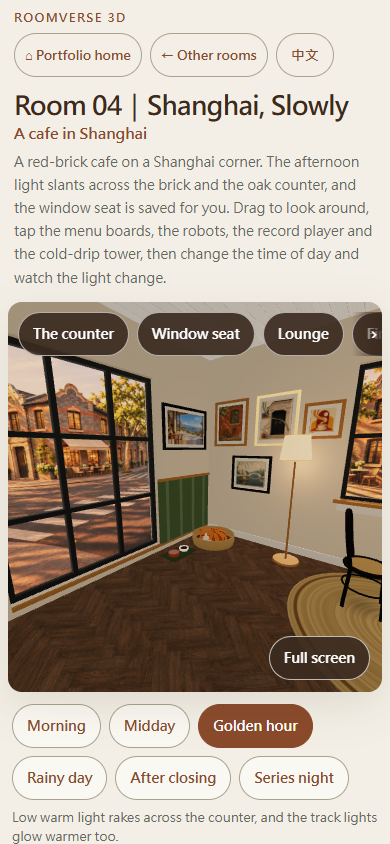 ROOMVERSE 3D
⌂ Portfolio home
← Other rooms
中文
Room 04 | Shanghai, Slowly
A cafe in Shanghai
A red-brick cafe on a Shanghai corner. The afternoon
light slants across the brick and the oak counter, and
the window seat is saved for you. Drag to look around,
tap the menu boards, the robots, the record player and
the cold-drip tower, then change the time of day and
watch the light change.
The counter
Window seat
Lounge
›
Full screen
Morning
Midday
Golden hour
Rainy day
After closing
Series night
Low warm light rakes across the counter, and the track lights
glow warmer too.